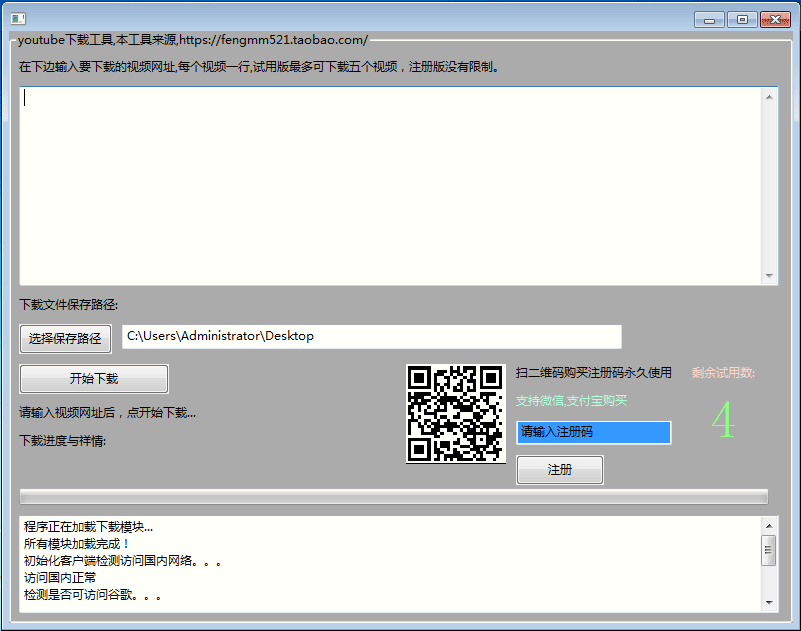 youtube下载工具,本工具来源,https://fengmm521.taobao.com/
在下边输入要下载的视频网址,每个视频一行,试用版最多可下载五个视频，注册版没有限制。
下载文件保存路径:
选择保存路径
C:\Users\Administrator\Desktop
开始下载
扫二维码购买注册码永久使用
剩余试用数:
支持微信,支付宝购买
4
请输入视频网址后，点开始下载...
请输入注册码
下载进度与祥情:
注册
程序正在加载下载模块...
所有模块加载完成！
初始化客户端检测访问国内网络。。。
访问国内正常
检测是否可访问谷歌。。。